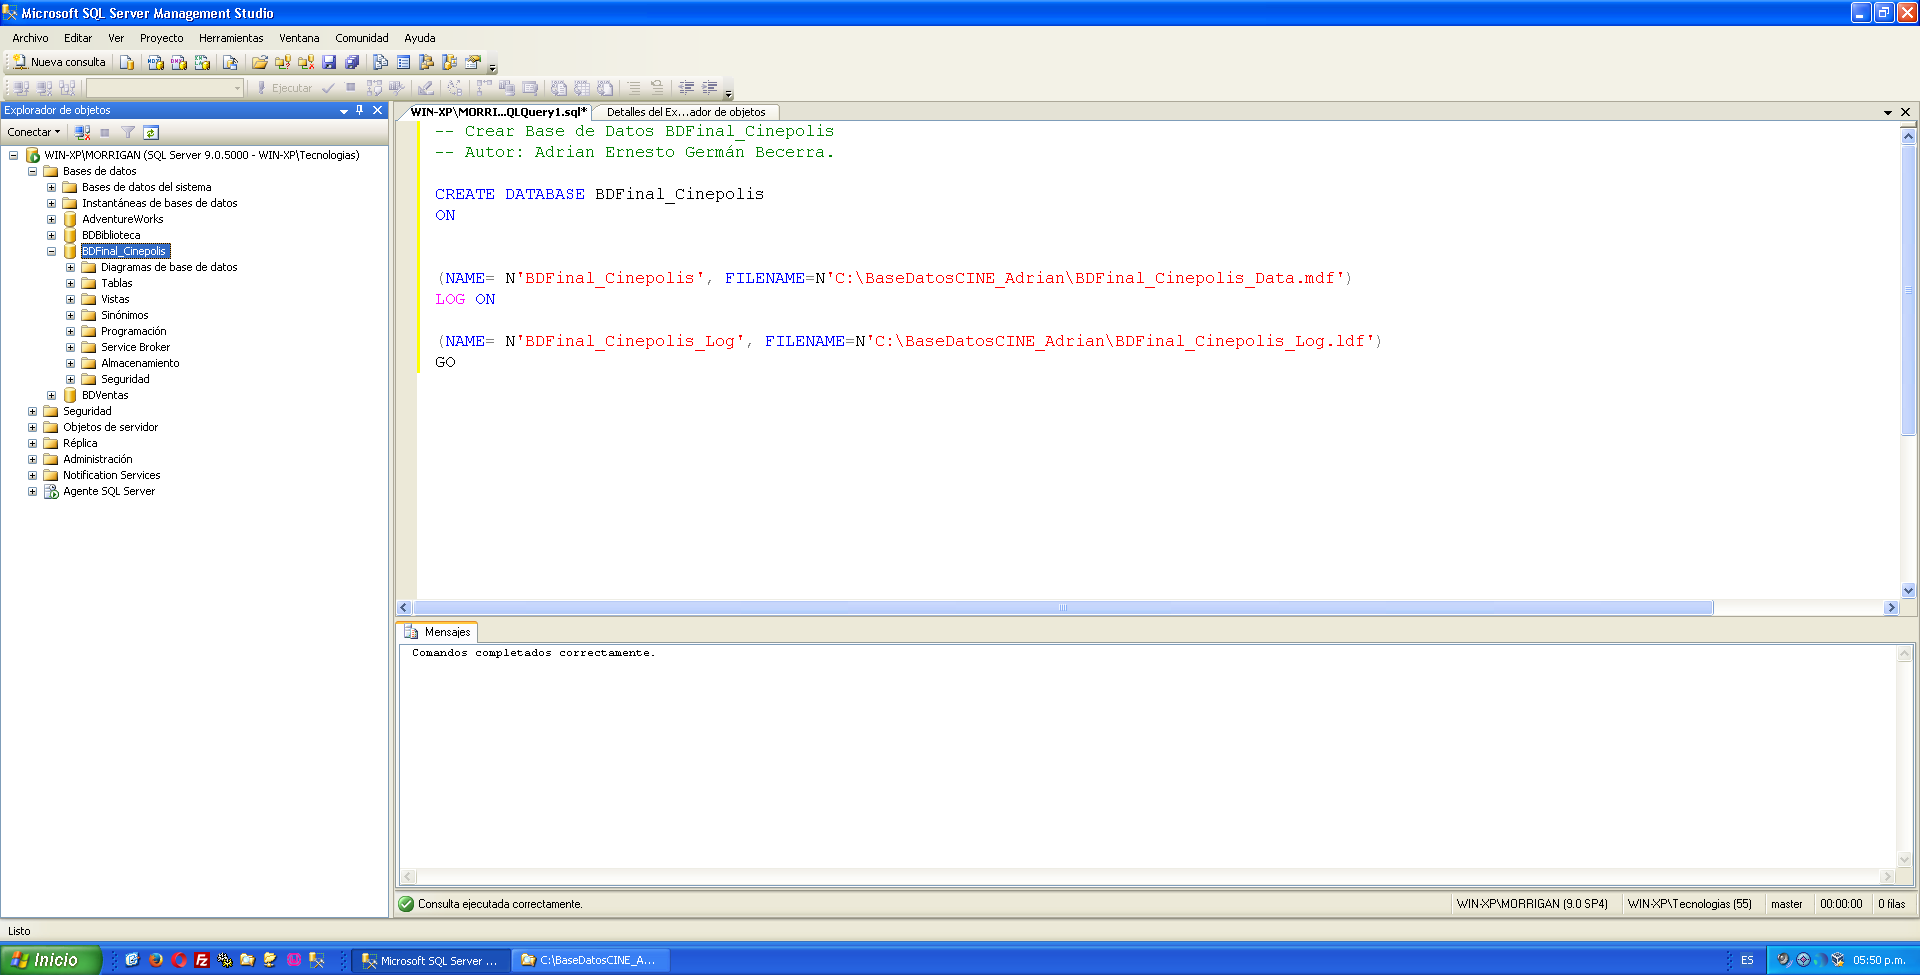 Microsoft SQL Server Management Studio
Archivo Editar Ver Proyecto Herramientas Ventana Comunidad Ayuda
Nueva consulta
Ejecutar
Explorador de objetos
Conectar
WIN-XP\MORRIGAN (SQL Server 9.0.5000 - WIN-XP\Tecnologias)
Bases de datos
Bases de datos del sistema
Instantáneas de bases de datos
AdventureWorks
BDBiblioteca
BDFinal_Cinepolis
Diagramas de base de datos
Tablas
Vistas
Sinónimos
Programación
Service Broker
Almacenamiento
Seguridad
BDVentas
Seguridad
Objetos de servidor
Réplica
Administración
Notification Services
Agente SQL Server
WIN-XP\MORRI...QLQuery1.sql* Detalles del Ex...ador de objetos
-- Crear Base de Datos BDFinal_Cinepolis
-- Autor: Adrian Ernesto Germán Becerra.
CREATE DATABASE BDFinal_Cinepolis
ON
(NAME= N'BDFinal_Cinepolis', FILENAME=N'C:\BaseDatosCINE_Adrian\BDFinal_Cinepolis_Data.mdf')
LOG ON
(NAME= N'BDFinal_Cinepolis_Log', FILENAME=N'C:\BaseDatosCINE_Adrian\BDFinal_Cinepolis_Log.ldf')
GO
Mensajes
Comandos completados correctamente.
Consulta ejecutada correctamente. WIN-XP\MORRIGAN (9.0 SP4) WIN-XP\Tecnologias (55) master 00:00:00 0 filas
Listo
Inicio Microsoft SQL Server ... C:\BaseDatosCINE_A... ES 05:50 p.m.